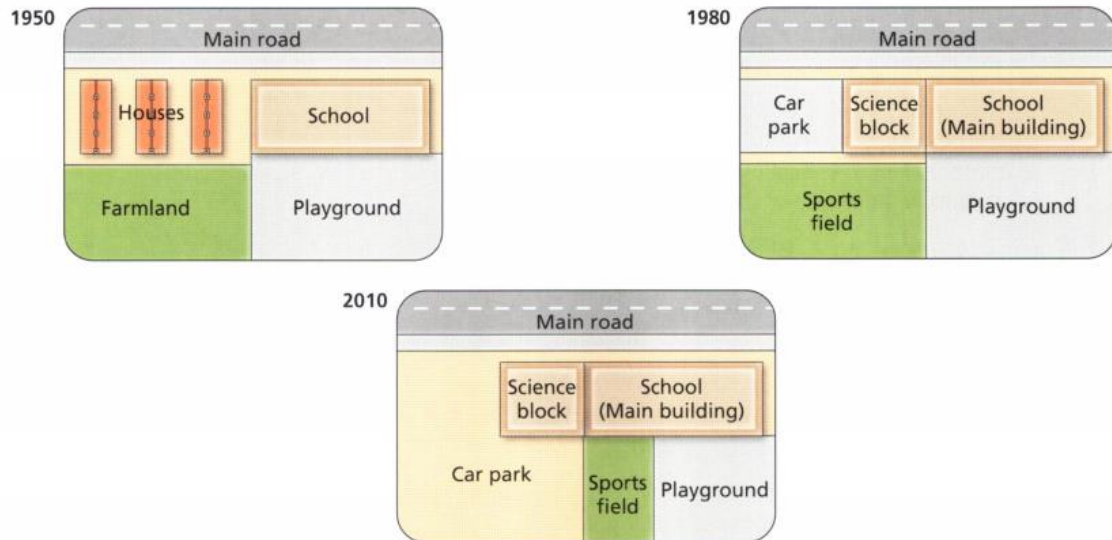 1950
Main road
Houses
School
Farmland
Playground
1980
Main road
Car
park
Science
block
School
(Main building)
Sports
field
Playground
2010
Main road
Science
block
School
(Main building)
Car park
Sports
field
Playground